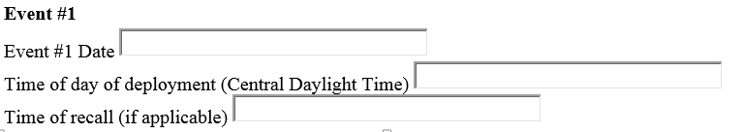 Event #1
Event #1 Date
Time of day of deployment (Central Daylight Time)
Time of recall (if applicable)